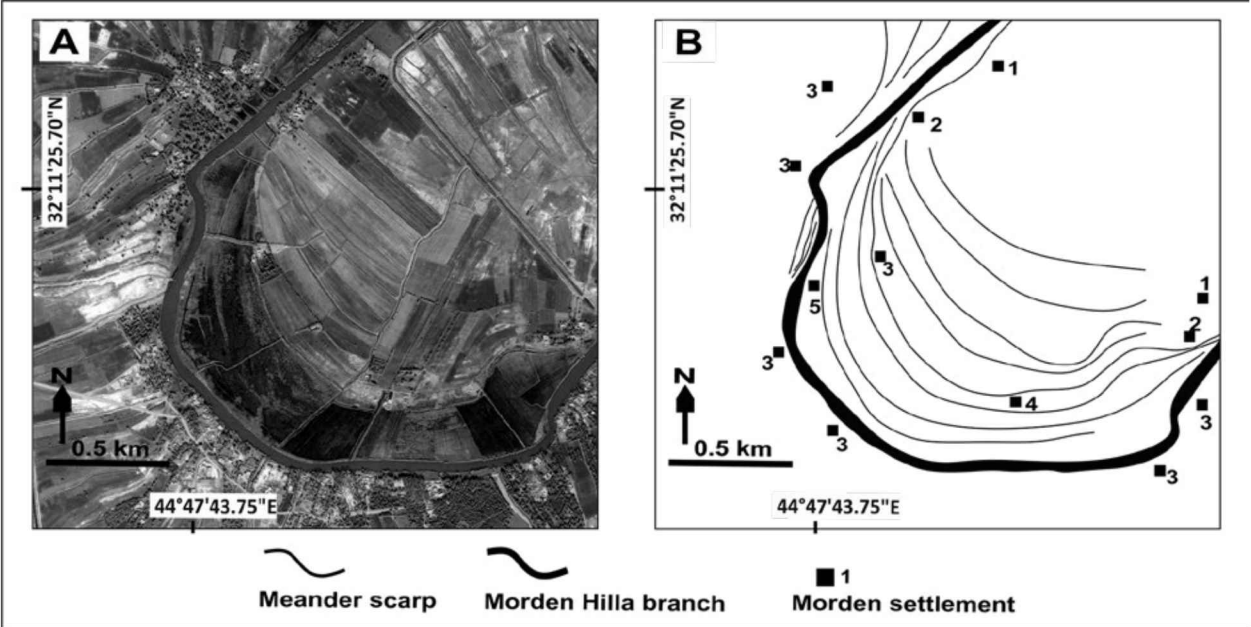 A
32°11'25.70"N
N
0.5 km
44°47'43.75"E
B
32°11'25.70"N
1
3
2
3
3
1
5
2
3
4
3
3
3
N
0.5 km
44°47'43.75"E
Meander scarp
Morden Hilla branch
1
Morden settlement